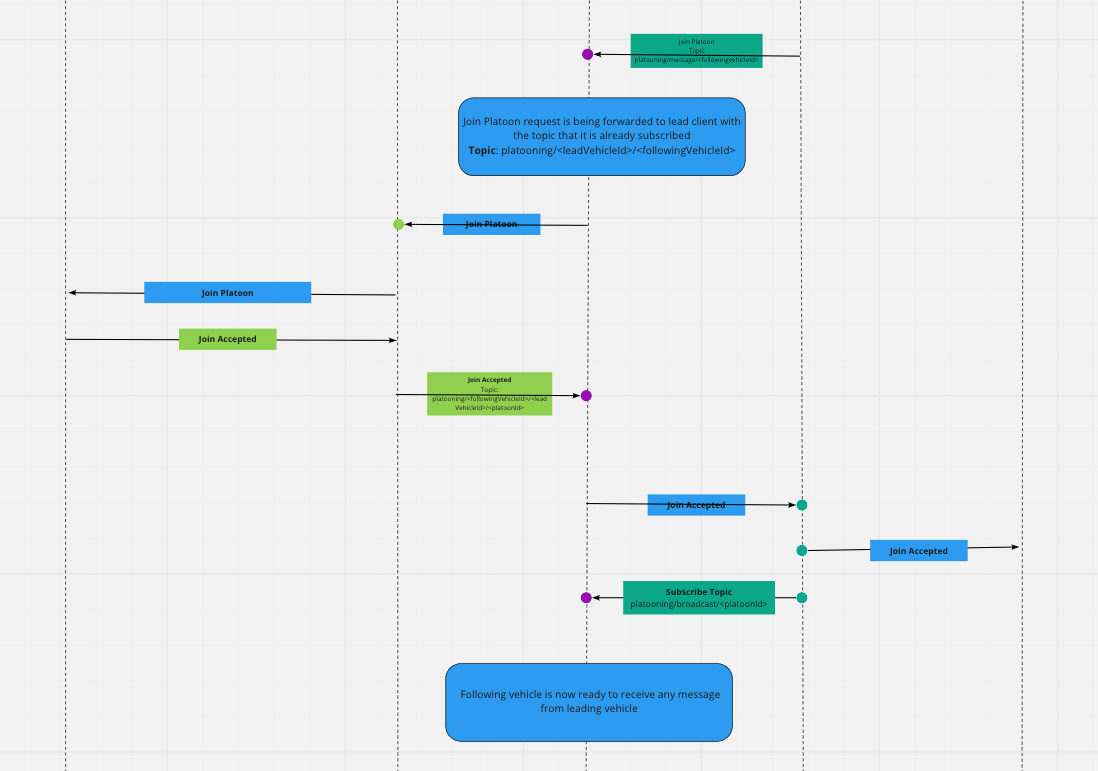 Join Platoon
Topic
platooning/message/<followingvehicleid>
Join Platoon request is being forwarded to lead client with
the topic that it is already subscribed
Topic: platooning/<leadVehicleId>/<followingVehicleId>
Join Platoon
Join Platoon
Join Accepted
Join Accepted
Topic:
platooning/<followingVehicleId>/<lead
VehicleId>/<platoonId>
Join Accepted
Join Accepted
Subscribe Topic
platooning/broadcast/<platoonId>
Following vehicle is now ready to receive any message
from leading vehicle